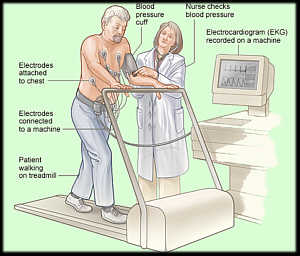 Blood
pressure
cuff
Nurse checks
blood pressure
Electrocardiogram (EKG)
recorded on a machine
Electrodes
attached
to chest
Electrodes
connected
to a machine
Patient
walking
on treadmill